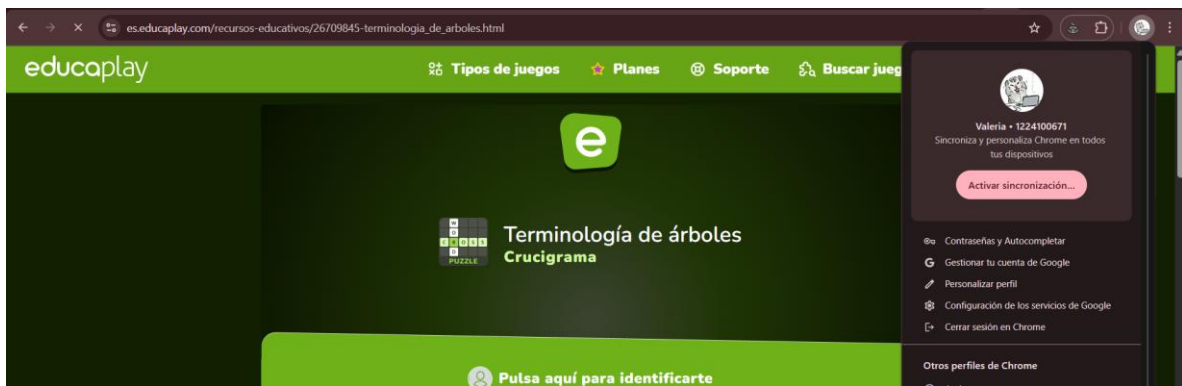 es.educaplay.com/recursos-educativos/26709845-terminologia_de_arboles.html
educaplay
Tipos de juegos
Planes
Soporte
Buscar jueg
e
WORD
CROSS
PUZZLE
Terminología de árboles
Crucigrama
Pulsa aquí para identificarte
Valeria • 1224100671
Sincroniza y personaliza Chrome en todos
tus dispositivos
Activar sincronización...
Contraseñas y Autocompletar
G Gestionar tu cuenta de Google
Personalizar perfil
Configuración de los servicios de Google
Cerrar sesión en Chrome
Otros perfiles de Chrome